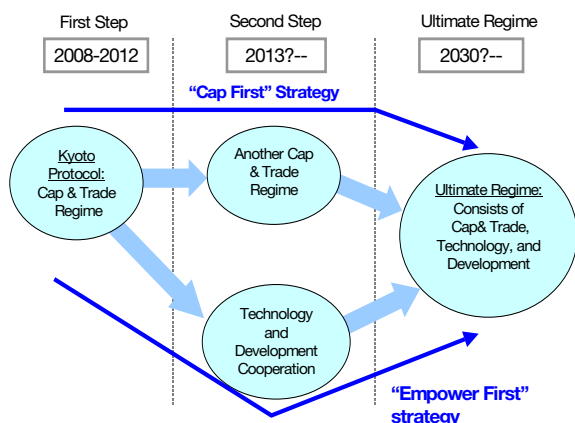 First Step
Second Step
Ultimate Regime
2008-2012
2013?--
2030?--
“Cap First” Strategy
Kyoto
Protocol:
Cap & Trade
Regime
Another Cap
& Trade
Regime
Ultimate Regime:
Consists of
Cap& Trade,
Technology, and
Development
Technology
and
Development
Cooperation
“Empower First”
strategy